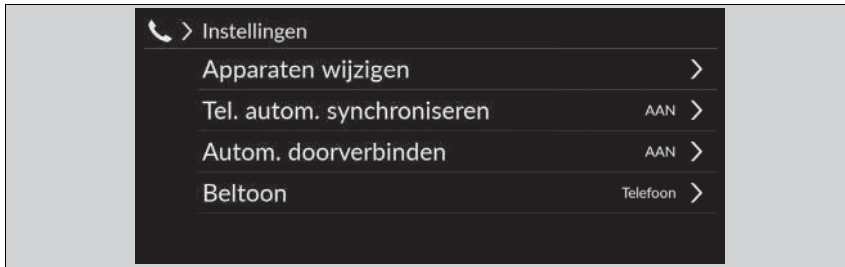 Instellingen
Apparaten wijzigen
Tel. autom. synchroniseren AAN
Autom. doorverbinden AAN
Beltoon Telefoon